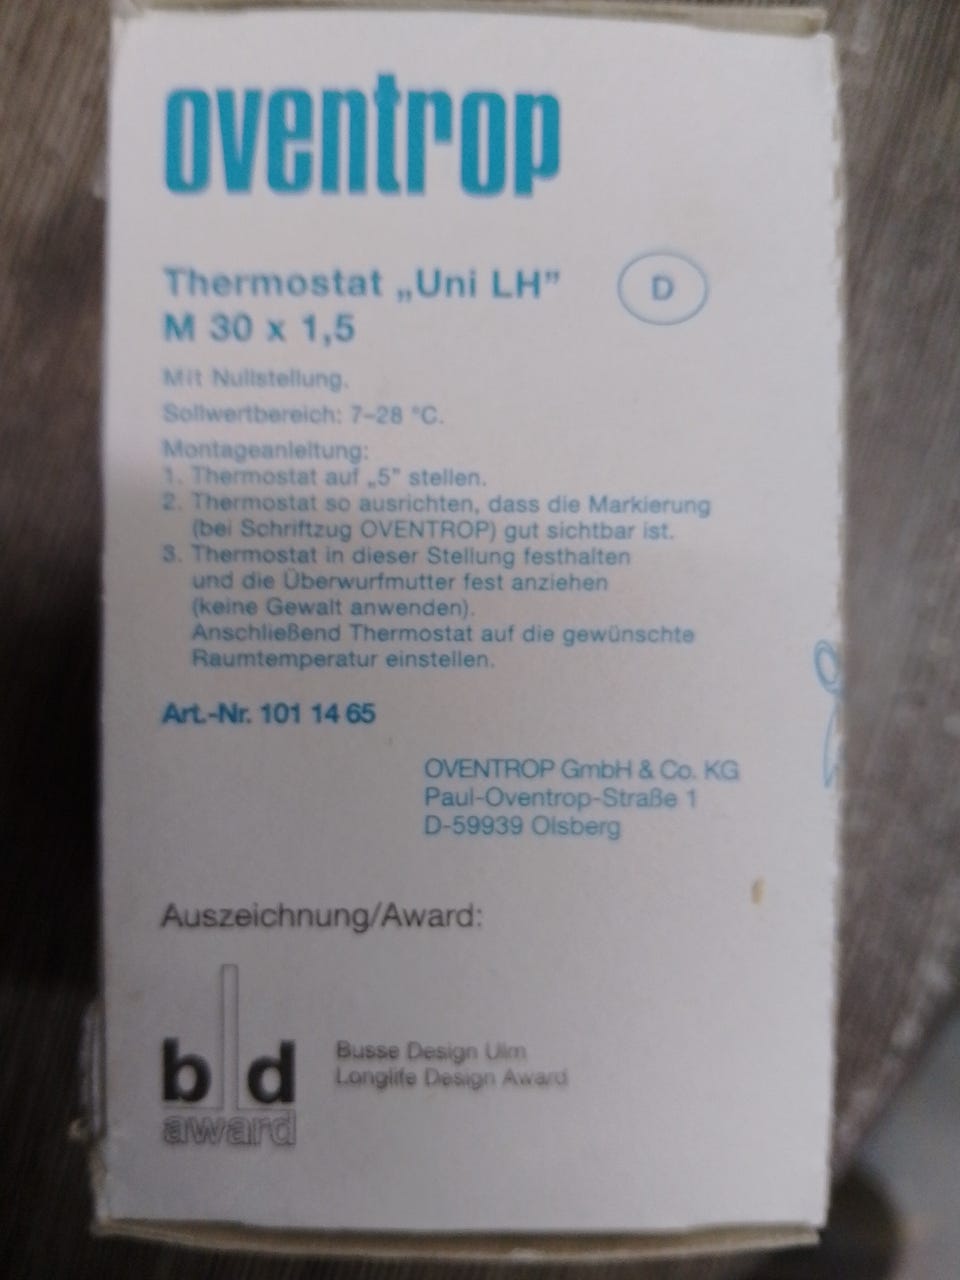 oventrop
Thermostat „Uni LH”
D
M 30 x 1,5
Mit Nullstellung.
Sollwertbereich: 7–28 °C.
Montageanleitung:
1. Thermostat auf „5” stellen.
2. Thermostat so ausrichten, dass die Markierung
(bei Schriftzug OVENTROP) gut sichtbar ist.
3. Thermostat in dieser Stellung festhalten
und die Überwurfmutter fest anziehen
(keine Gewalt anwenden).
Anschließend Thermostat auf die gewünschte
Raumtemperatur einstellen.
Art.-Nr. 101 14 65
OVENTROP GmbH & Co. KG
Paul-Oventrop-Straße 1
D-59939 Olsberg
Auszeichnung/Award:
b d
award
Busse Design Ulm
Longlife Design Award